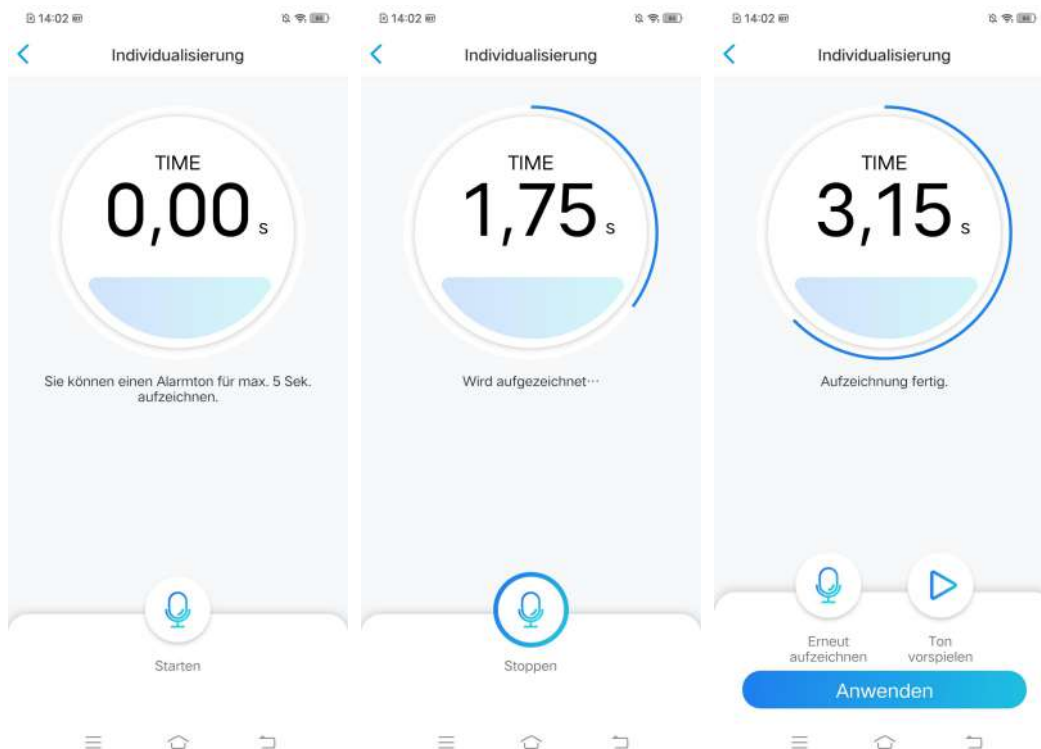 14:02
Individualisierung
TIME
0,00 s
Sie können einen Alarmton für max. 5 Sek.
aufzeichnen.
Starten
14:02
Individualisierung
TIME
1,75 s
Wird aufgezeichnet···
Stoppen
14:02
Individualisierung
TIME
3,15 s
Aufzeichnung fertig.
Erneut
aufzeichnen
Ton
vorspielen
Anwenden